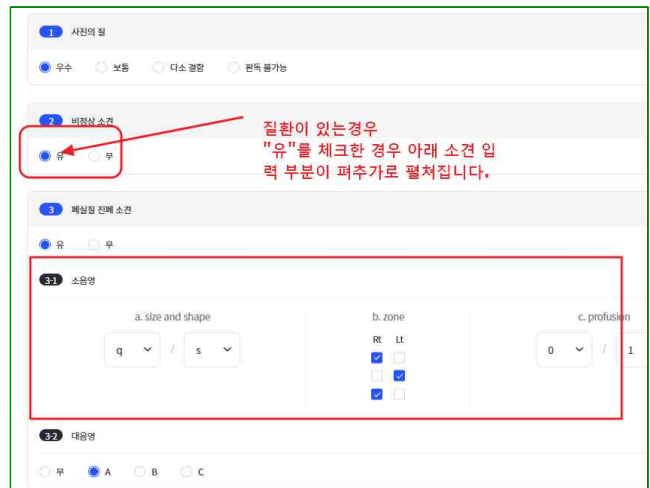 1 사진의 질
우수 보통 다소 결함 판독 불가능
2 비정상 소견
유 무
질환이 있는경우
"유"를 체크한 경우 아래 소견 입
력 부분이 펴추가로 펼쳐집니다.
3 폐실질 진폐 소견
유 무
3-1 소음영
a. size and shape b. zone c. profusion
Rt Lt
q / s 0 / 1
3-2 대음영
무 A B C